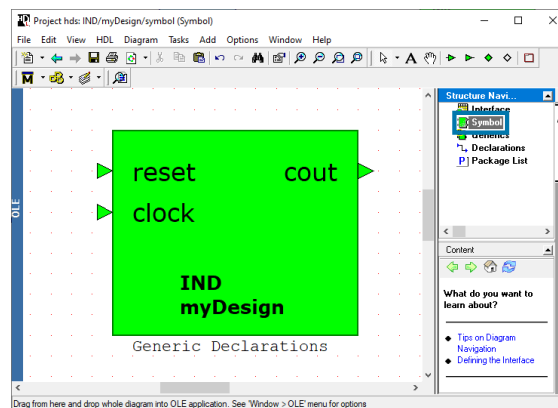 Project hds: IND/myDesign/symbol (Symbol)
File Edit View HDL Diagram Tasks Add Options Window Help
A
M
Structure Navi...
Interface
Symbol
Generics
Declarations
P Package List
reset cout
clock
IND
myDesign
Generic Declarations
OLE
Content
What do you want to
learn about?
Tips on Diagram
Navigation
Defining the Interface
Drag from here and drop whole diagram into OLE application. See 'Window > OLE' menu for options